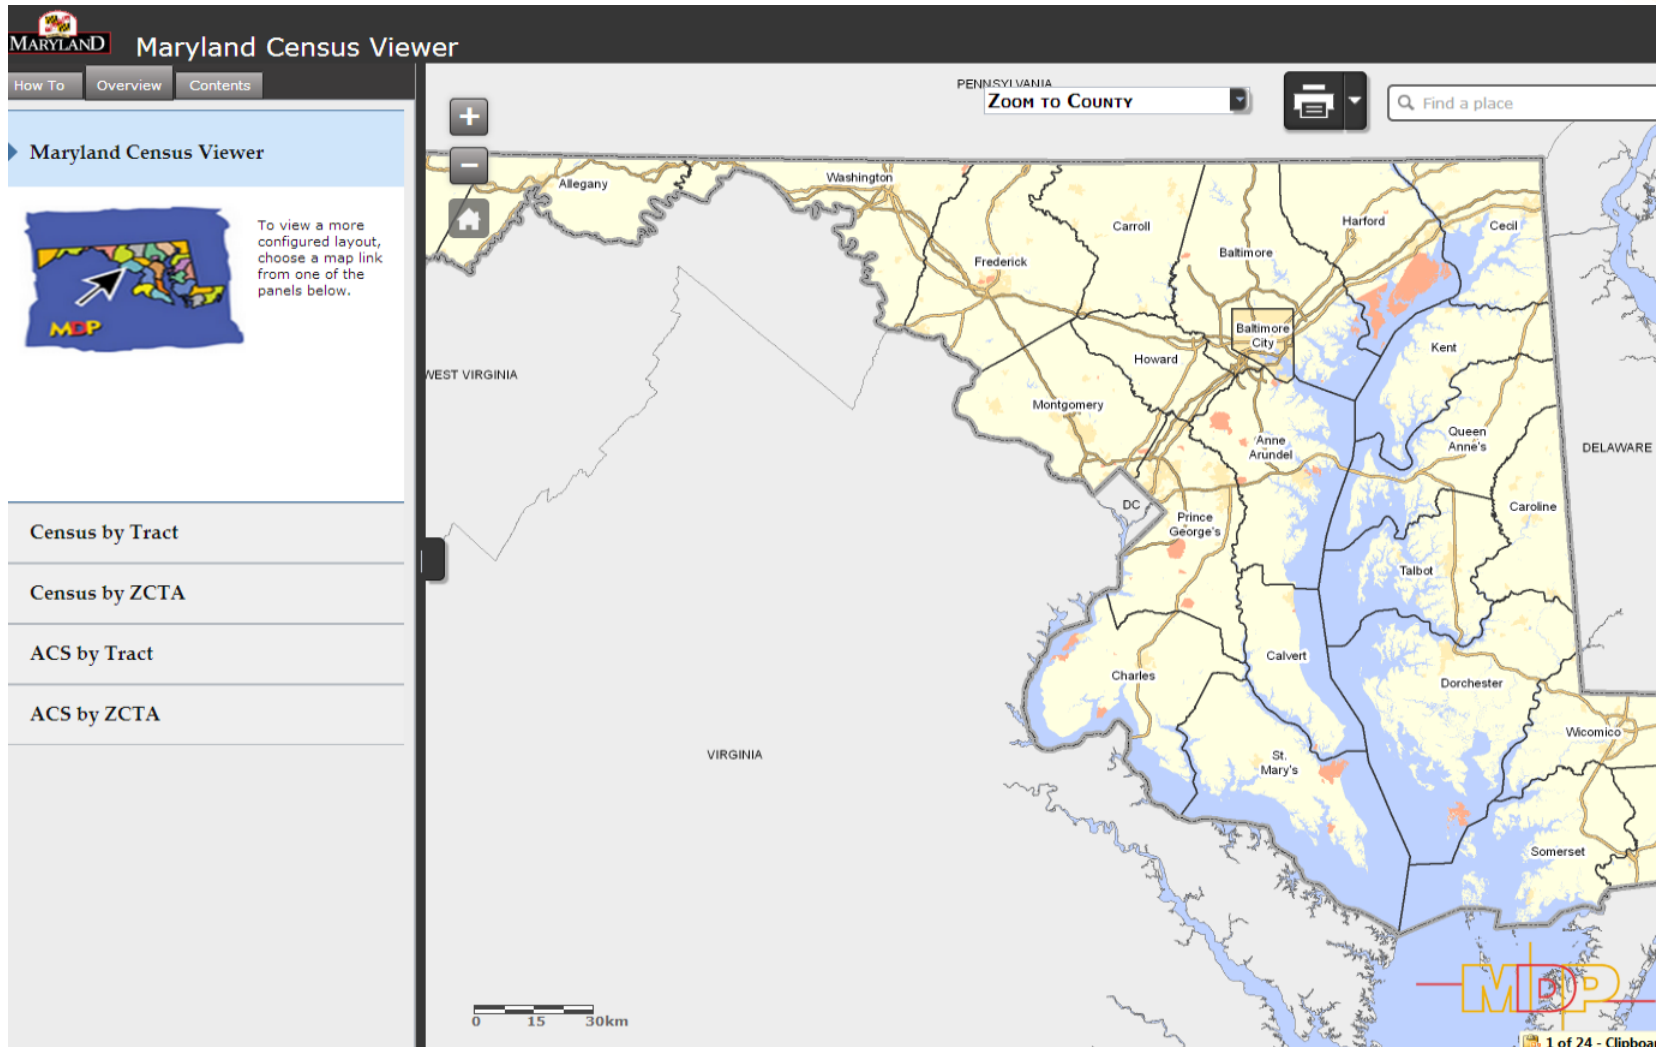 MARYLAND
Maryland Census Viewer
How To
Overview
Contents
Maryland Census Viewer
To view a more
configured layout,
choose a map link
from one of the
panels below.
MDP
Census by Tract
Census by ZCTA
ACS by Tract
ACS by ZCTA
+
−
PENNSYLVANIA
Zoom to County
Find a place
Allegany
Washington
Frederick
Carroll
Baltimore
Harford
Cecil
Baltimore
City
Howard
Kent
WEST VIRGINIA
Montgomery
Anne
Arundel
Queen
Anne's
DELAWARE
DC
Prince
George's
Caroline
Talbot
Calvert
Charles
Dorchester
Wicomico
VIRGINIA
St.
Mary's
Somerset
MDP
0 15 30km
1 of 24 - Clipboar